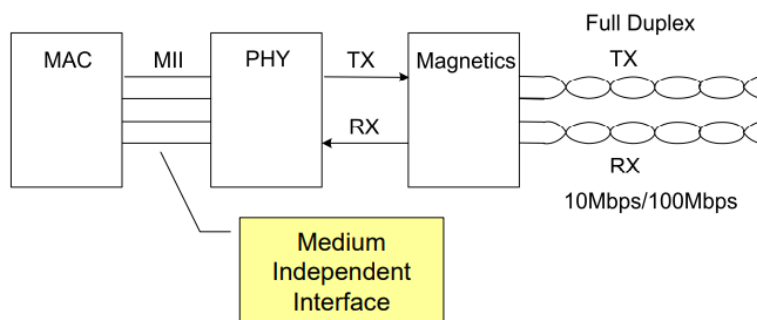 Full Duplex
MAC
MII
PHY
TX
Magnetics
TX
RX
RX
10Mbps/100Mbps
Medium
Independent
Interface